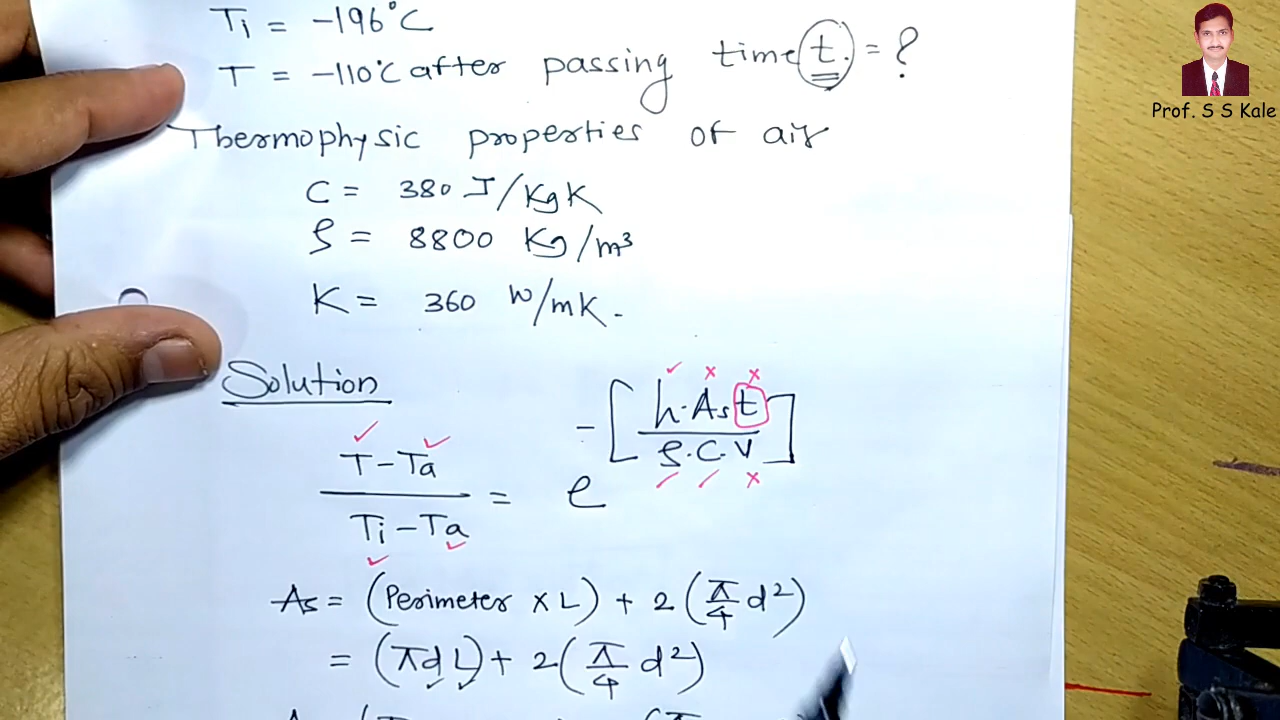 Ti = -196°C
T = -110°C after passing time t. = ?
Prof. S S Kale
Thermophysic properties of air
C = 380 J/Kg K
ρ = 8800 Kg/m³
K = 360 W/mK.
Solution
(T - Ta)/(Ti - Ta) = e^-[h·As t/ρ·C·V]
As = (Perimeter × L) + 2(π/4 d²)
= (πdL) + 2(π/4 d²)